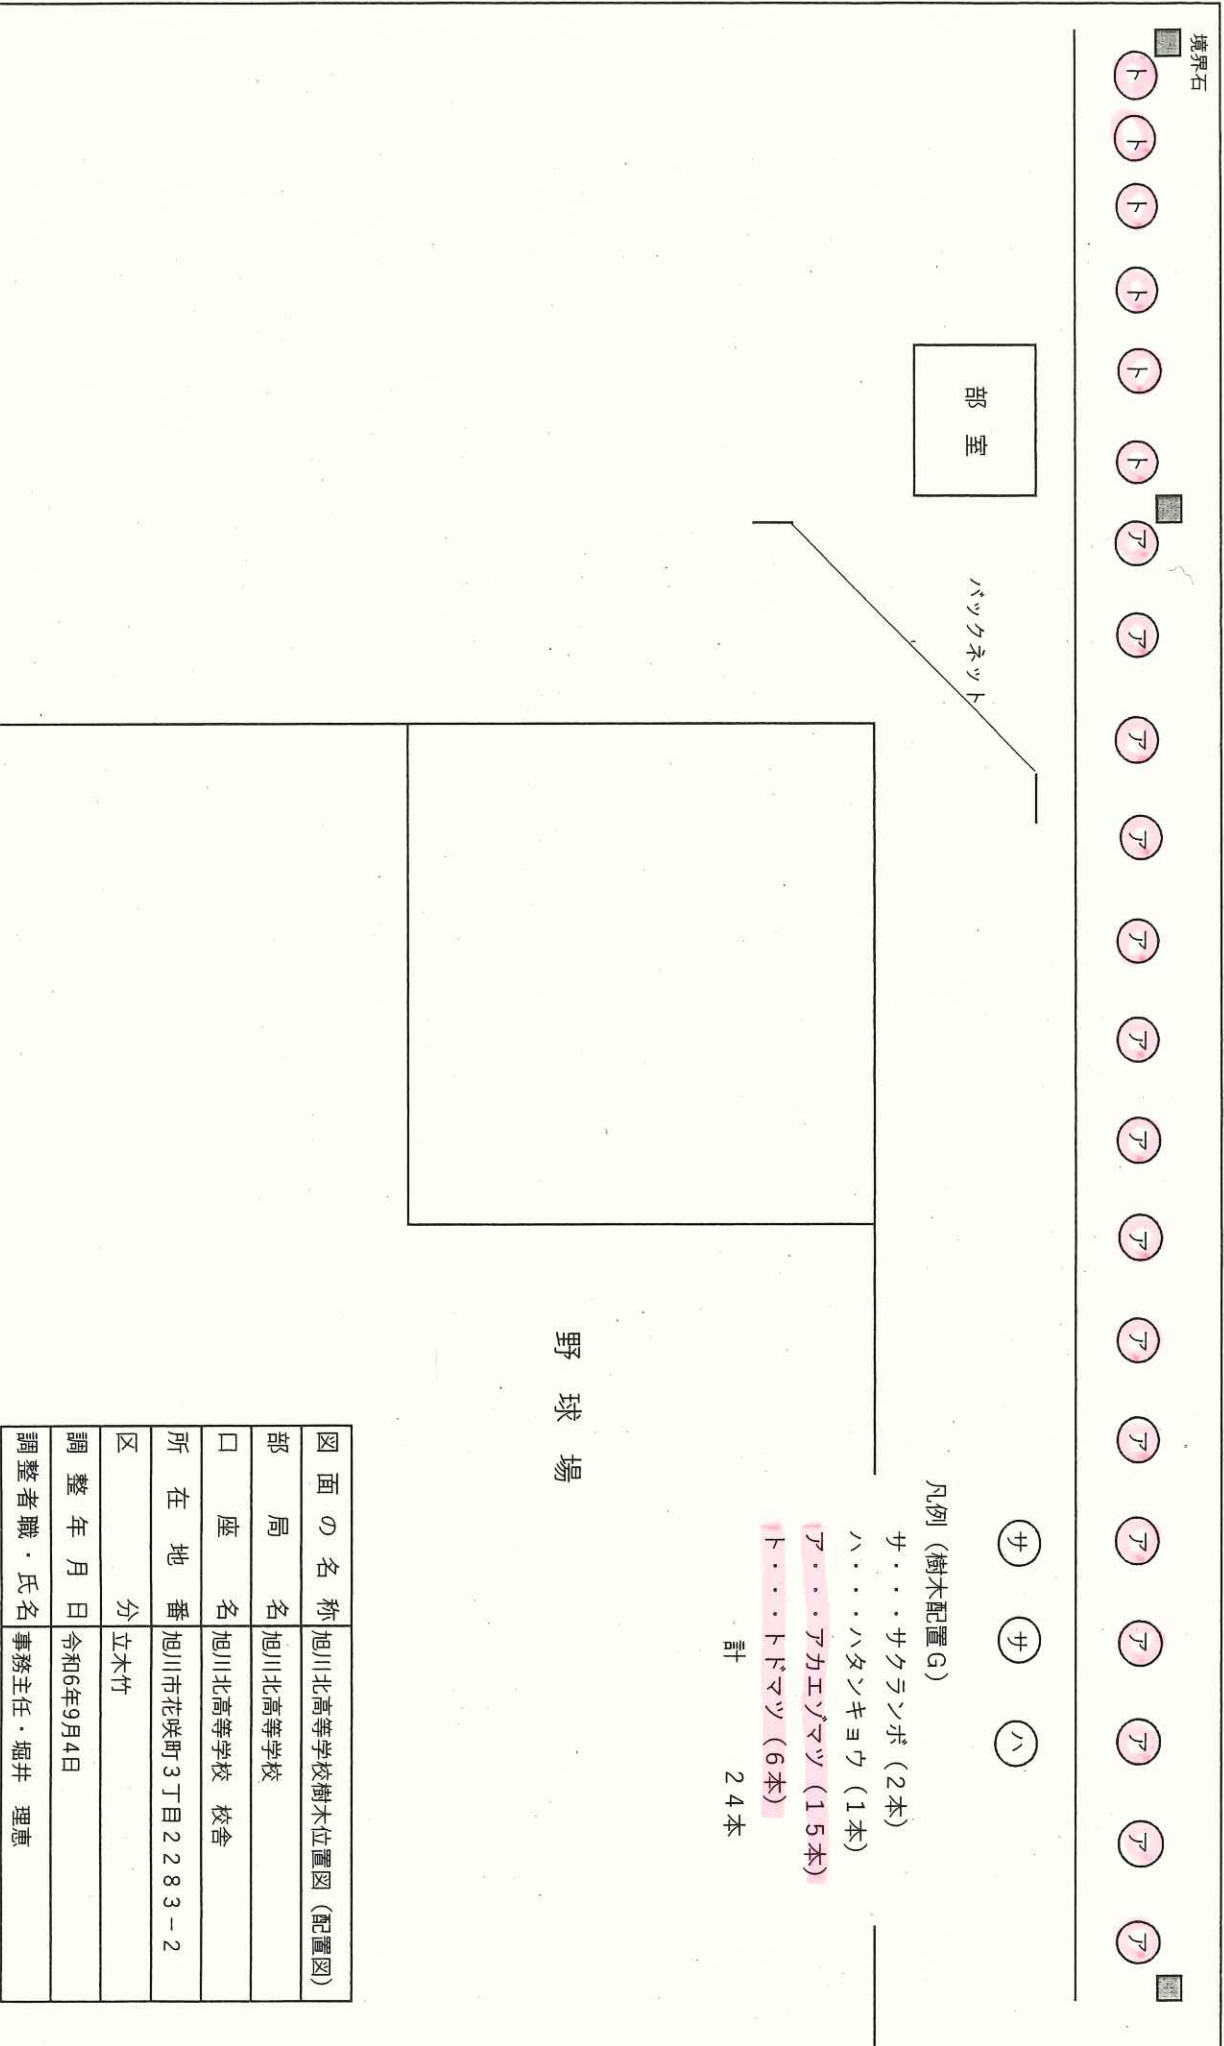 境界石
トトトトトトアアアアアアアアアアアアアアア
部 室
バックネット
サ サ ハ
凡例（樹木配置G）
サ・・・サクランボ（2本）
ハ・・・ハタンキョウ（1本）
ア・・・アカエゾマツ（15本）
ト・・・トドマツ（6本）
計 24本
野 球 場
図面の名称 旭川北高等学校樹木位置図（配置図）
部局名 旭川北高等学校
口座名 旭川北高等学校 校舎
所在地番 旭川市花咲町3丁目2283－2
区分 立木竹
調整年月日 令和6年9月4日
調整者職・氏名 事務主任・堀井 理恵